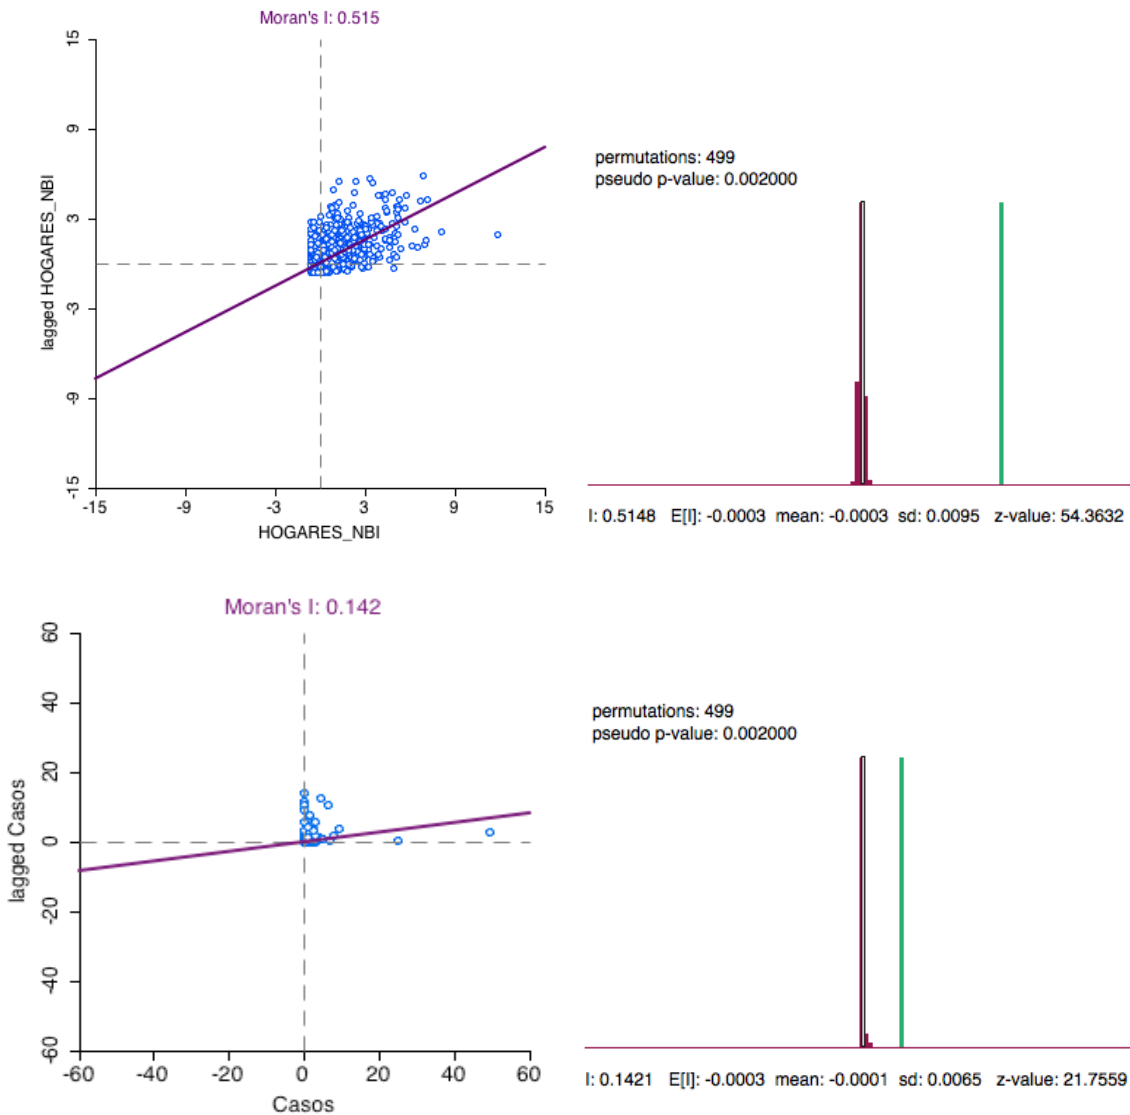 Moran's I: 0.515
15
9
3
-3
-9
-15
lagged HOGARES_NBI
-15 -9 -3 3 9 15
HOGARES_NBI
permutations: 499
pseudo p-value: 0.002000
I: 0.5148 E[I]: -0.0003 mean: -0.0003 sd: 0.0095 z-value: 54.3632
Moran's I: 0.142
60
40
20
0
-20
-40
-60
lagged Casos
-60 -40 -20 0 20 40 60
Casos
permutations: 499
pseudo p-value: 0.002000
I: 0.1421 E[I]: -0.0003 mean: -0.0001 sd: 0.0065 z-value: 21.7559